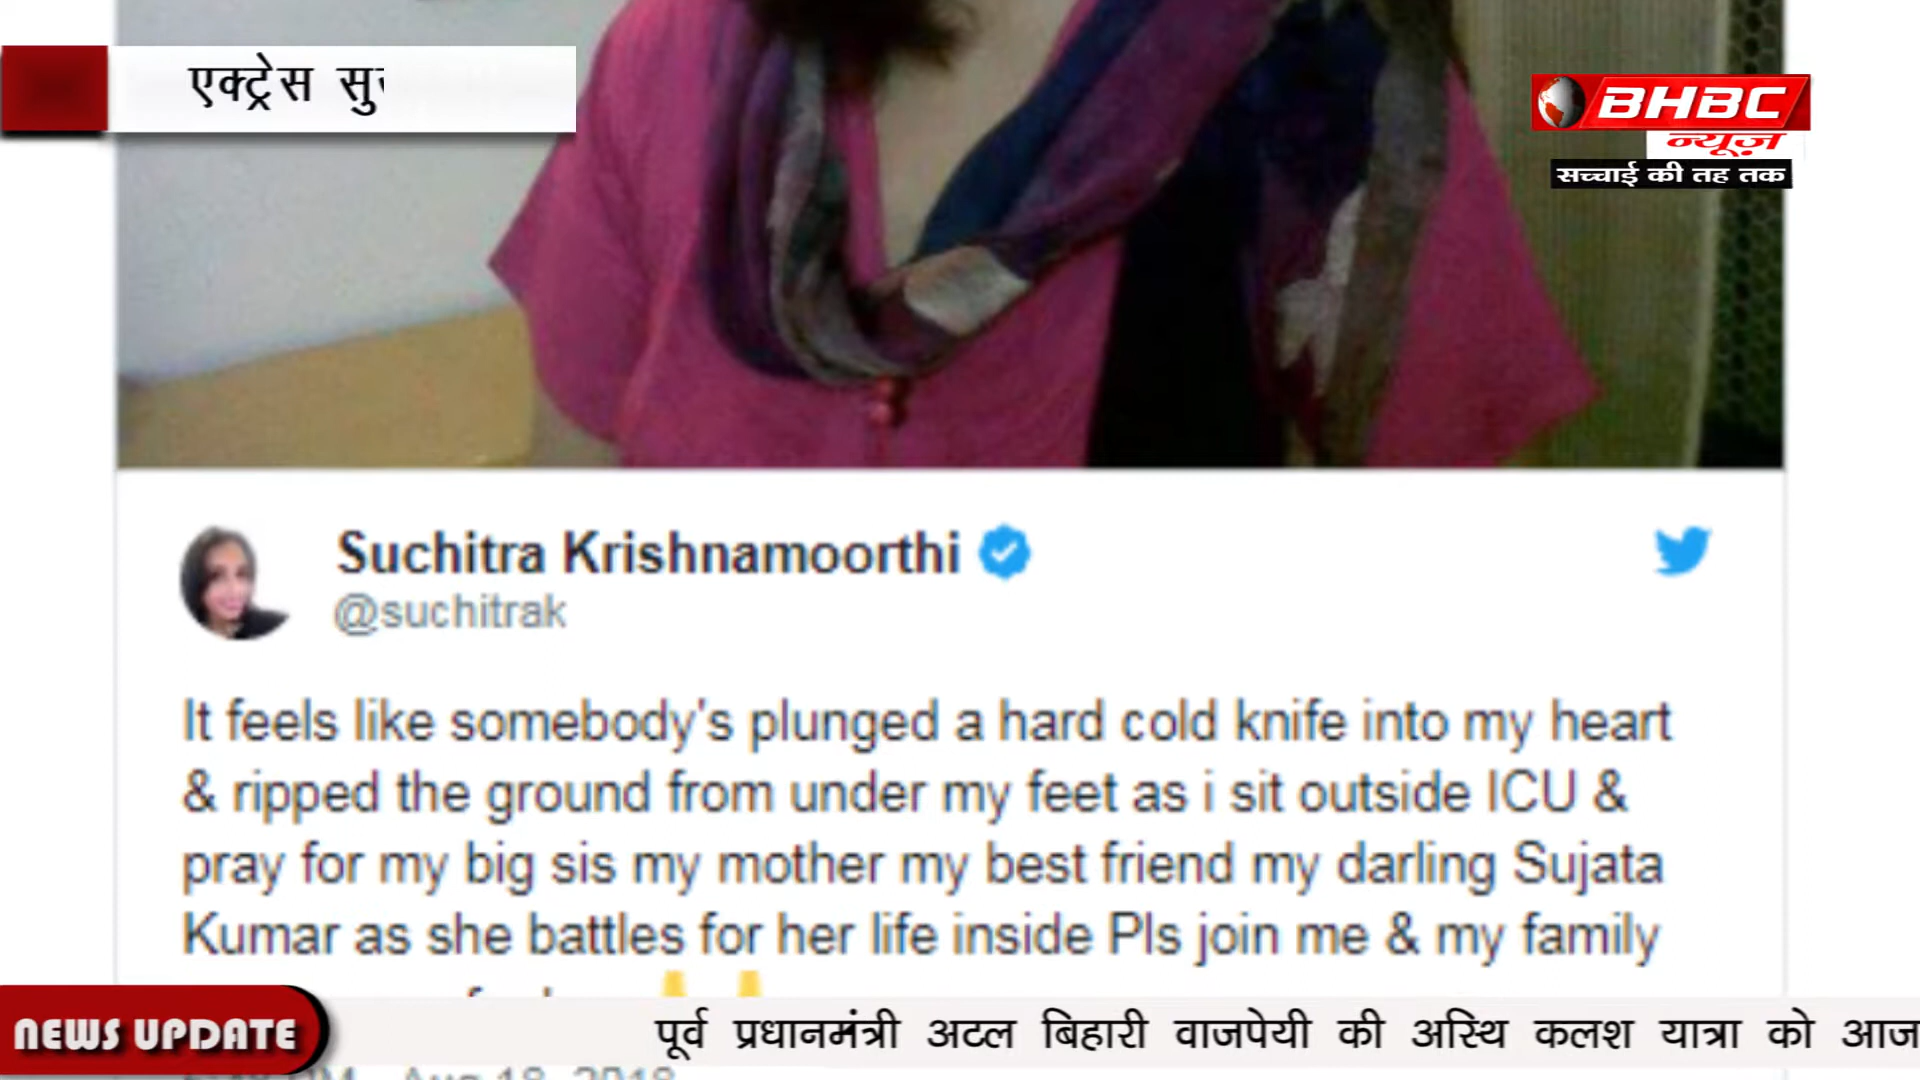 एक्ट्रेस
BHBC
न्यूज़
सच्चाई की तह तक
Suchitra Krishnamoorthi
@suchitrak
It feels like somebody's plunged a hard cold knife into my heart
& ripped the ground from under my feet as i sit outside ICU &
pray for my big sis my mother my best friend my darling Sujata
Kumar as she battles for her life inside Pls join me & my family
NEWS UPDATE
पूर्व प्रधानमंत्री अटल बिहारी वाजपेयी की अस्थि कलश यात्रा को आज